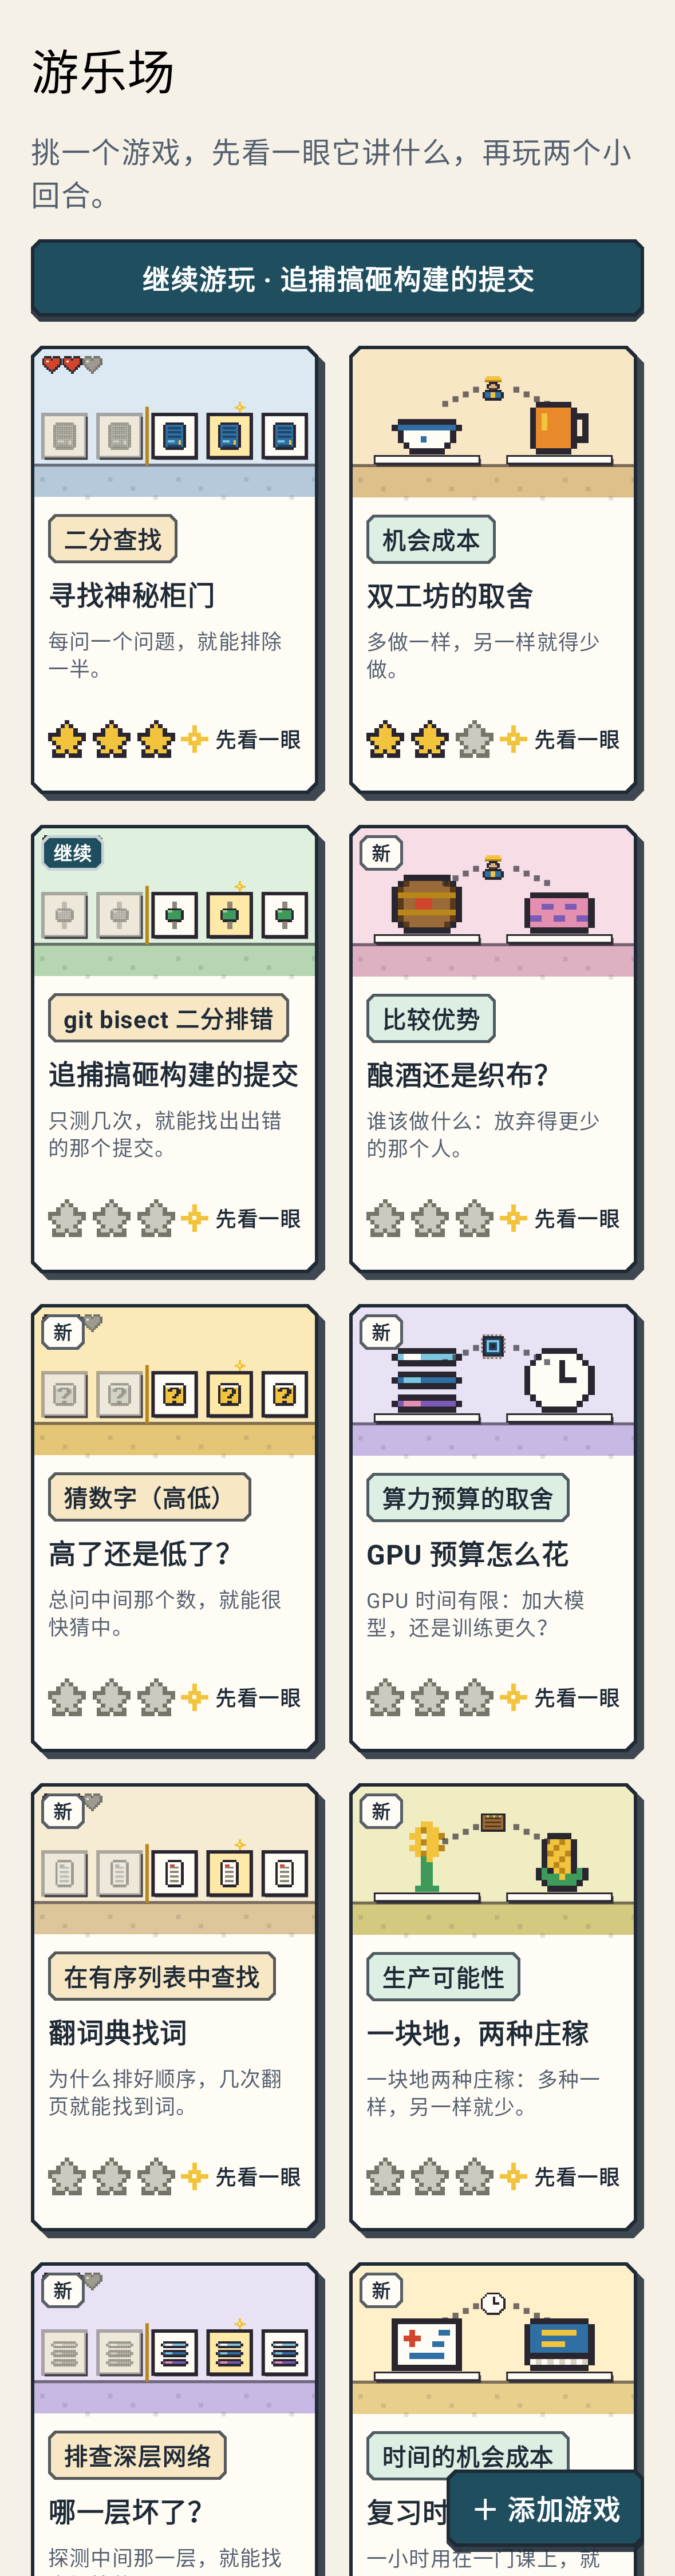 游乐场
挑一个游戏，先看一眼它讲什么，再玩两个小
回合。
继续游玩 · 追捕搞砸构建的提交
二分查找
寻找神秘柜门
每问一个问题，就能排除
一半。
先看一眼
机会成本
双工坊的取舍
多做一样，另一样就得少
做。
先看一眼
继续
git bisect 二分排错
追捕搞砸构建的提交
只测几次，就能找出出错
的那个提交。
先看一眼
新
比较优势
酿酒还是织布？
谁该做什么：放弃得更少
的那个人。
先看一眼
新
猜数字（高低）
高了还是低了？
总问中间那个数，就能很
快猜中。
先看一眼
新
算力预算的取舍
GPU 预算怎么花
GPU 时间有限：加大模
型，还是训练更久？
先看一眼
新
在有序列表中查找
翻词典找词
为什么排好顺序，几次翻
页就能找到词。
先看一眼
新
生产可能性
一块地，两种庄稼
一块地两种庄稼：多种一
样，另一样就少。
先看一眼
新
排查深层网络
哪一层坏了？
探测中间那一层，就能找
新
时间的机会成本
复习时
一小时用在一门课上，就
＋ 添加游戏